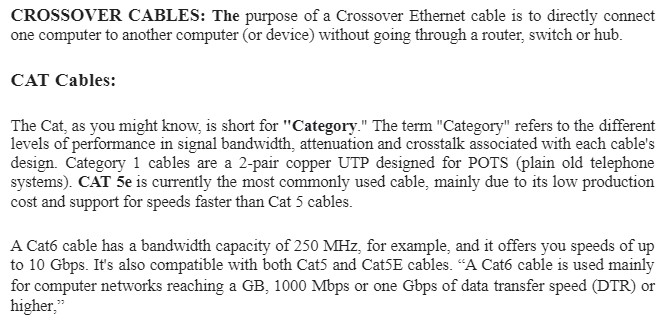 CROSSOVER CABLES: The purpose of a Crossover Ethernet cable is to directly connect
one computer to another computer (or device) without going through a router, switch or hub.
CAT Cables:
The Cat, as you might know, is short for "Category." The term "Category" refers to the different
levels of performance in signal bandwidth, attenuation and crosstalk associated with each cable's
design. Category 1 cables are a 2-pair copper UTP designed for POTS (plain old telephone
systems). CAT 5e is currently the most commonly used cable, mainly due to its low production
cost and support for speeds faster than Cat 5 cables.
A Cat6 cable has a bandwidth capacity of 250 MHz, for example, and it offers you speeds of up
to 10 Gbps. It's also compatible with both Cat5 and Cat5E cables. “A Cat6 cable is used mainly
for computer networks reaching a GB, 1000 Mbps or one Gbps of data transfer speed (DTR) or
higher,”